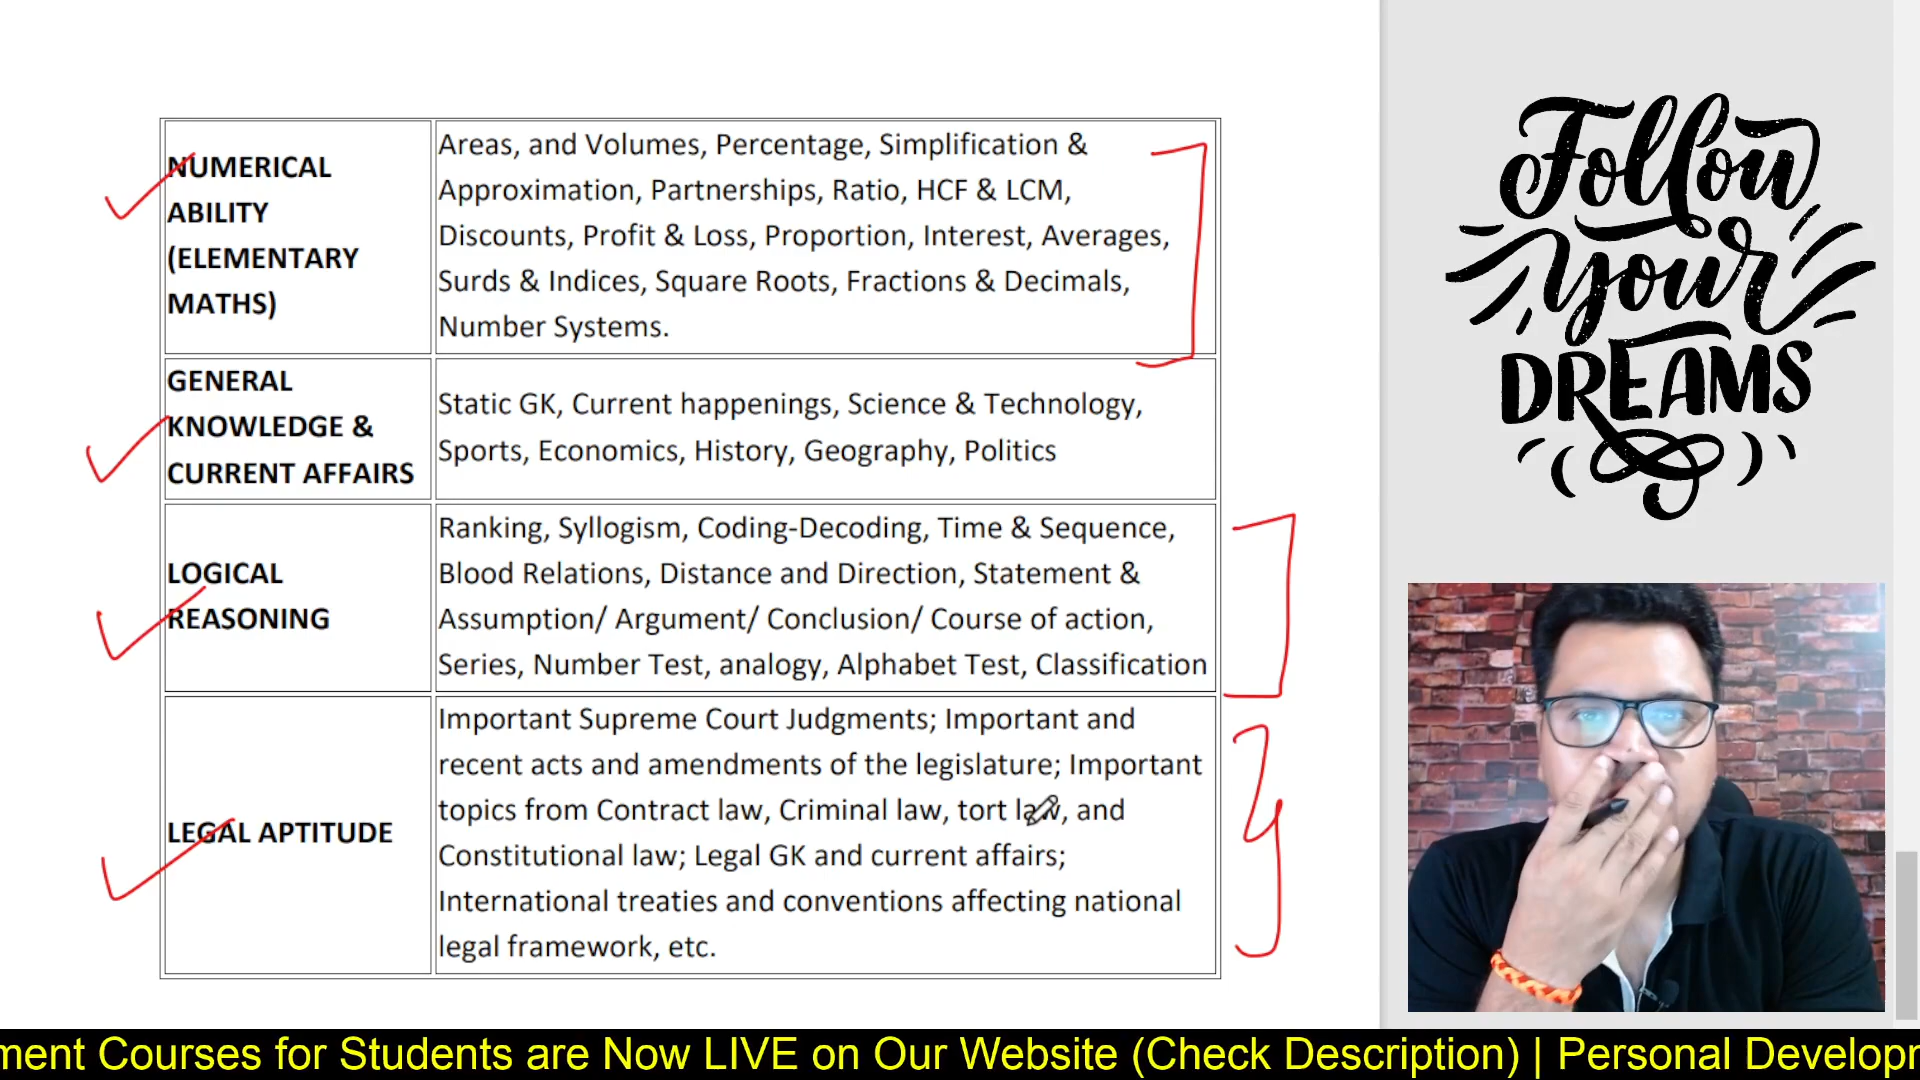 NUMERICAL
ABILITY
(ELEMENTARY
MATHS)
Areas, and Volumes, Percentage, Simplification &
Approximation, Partnerships, Ratio, HCF & LCM,
Discounts, Profit & Loss, Proportion, Interest, Averages,
Surds & Indices, Square Roots, Fractions & Decimals,
Number Systems.
GENERAL
KNOWLEDGE &
CURRENT AFFAIRS
Static GK, Current happenings, Science & Technology,
Sports, Economics, History, Geography, Politics
LOGICAL
REASONING
Ranking, Syllogism, Coding-Decoding, Time & Sequence,
Blood Relations, Distance and Direction, Statement &
Assumption/ Argument/ Conclusion/ Course of action,
Series, Number Test, analogy, Alphabet Test, Classification
LEGAL APTITUDE
Important Supreme Court Judgments; Important and
recent acts and amendments of the legislature; Important
topics from Contract law, Criminal law, tort law, and
Constitutional law; Legal GK and current affairs;
International treaties and conventions affecting national
legal framework, etc.
Follow
Your
DREAMS
ment Courses for Students are Now LIVE on Our Website (Check Description) | Personal Developm